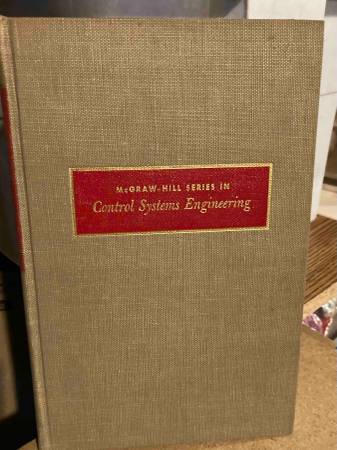 McGRAW-HILL SERIES IN
Control Systems Engineering